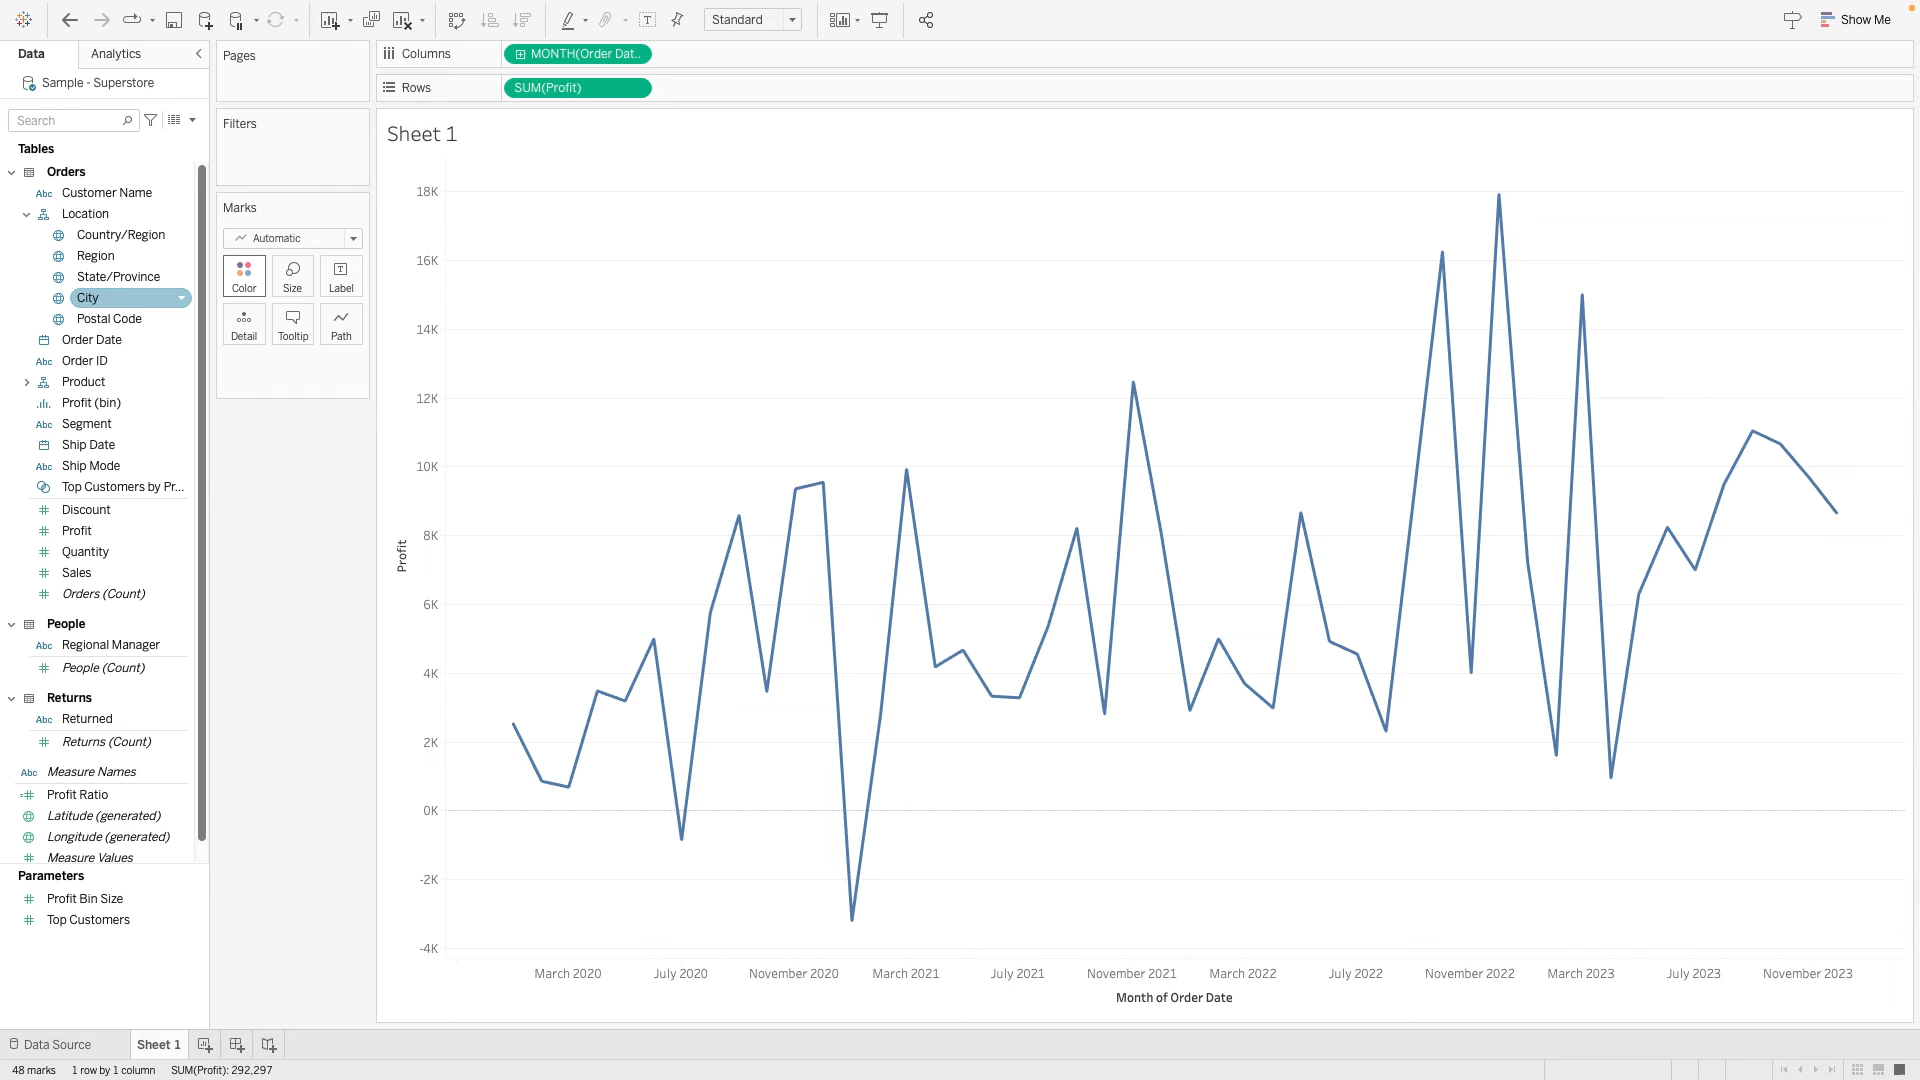 Standard
Show Me
Data
Analytics
Sample - Superstore
Search
Tables
Orders
Abc Customer Name
Location
Country/Region
Region
State/Province
City
Postal Code
Order Date
Abc Order ID
Product
Profit (bin)
Abc Segment
Ship Date
Abc Ship Mode
Top Customers by Pr...
Discount
Profit
Quantity
Sales
Orders (Count)
People
Abc Regional Manager
People (Count)
Returns
Abc Returned
Returns (Count)
Abc Measure Names
Profit Ratio
Latitude (generated)
Longitude (generated)
Measure Values
Parameters
Profit Bin Size
Top Customers
Pages
Filters
Marks
Automatic
Color
Size
Label
Detail
Tooltip
Path
Columns
MONTH(Order Dat..
Rows
SUM(Profit)
Sheet 1
18K
16K
14K
12K
10K
8K
6K
4K
2K
0K
-2K
-4K
Profit
March 2020
July 2020
November 2020
March 2021
July 2021
November 2021
March 2022
July 2022
November 2022
March 2023
July 2023
November 2023
Month of Order Date
Data Source
Sheet 1
48 marks
1 row by 1 column
SUM(Profit): 292,297